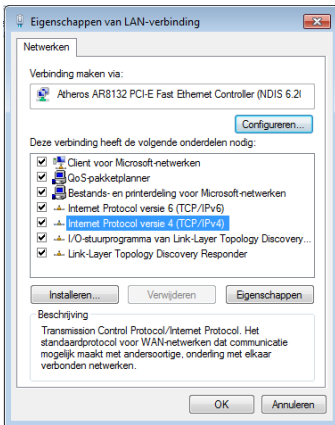 Eigenschappen van LAN-verbinding
Netwerken
Verbinding maken via:
Atheros AR8132 PCI-E Fast Ethernet Controller (NDIS 6.2(
Configureren...
Deze verbinding heeft de volgende onderdelen nodig:
Client voor Microsoft-netwerken
QoS-pakketplanner
Bestands- en printerdeling voor Microsoft-netwerken
Internet Protocol versie 6 (TCP/IPv6)
Internet Protocol versie 4 (TCP/IPv4)
I/O-stuurprogramma van Link-Layer Topology Discovery...
Link-Layer Topology Discovery Responder
Installeren... Verwijderen Eigenschappen
Beschrijving
Transmission Control Protocol/Internet Protocol. Het
standaardprotocol voor WAN-netwerken dat communicatie
mogelijk maakt met andersoortige, onderling met elkaar
verbonden netwerken.
OK Annuleren